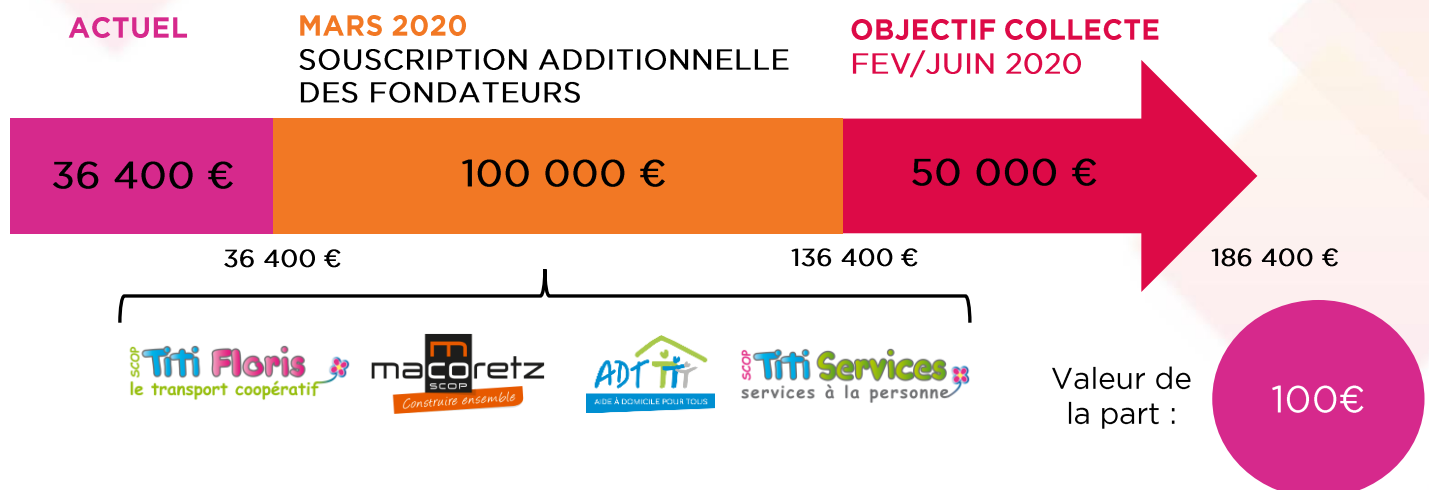 ACTUEL
MARS 2020
SOUSCRIPTION ADDITIONNELLE
DES FONDATEURS
OBJECTIF COLLECTE
FEV/JUIN 2020
36 400 €
100 000 €
50 000 €
36 400 €
136 400 €
186 400 €
SCOP Titi Floris
le transport coopératif
m
macoretz
SCOP
Construire ensemble
ADT
AIDE À DOMICILE POUR TOUS
SCOP Titi Services
services à la personne
Valeur de
la part :
100€